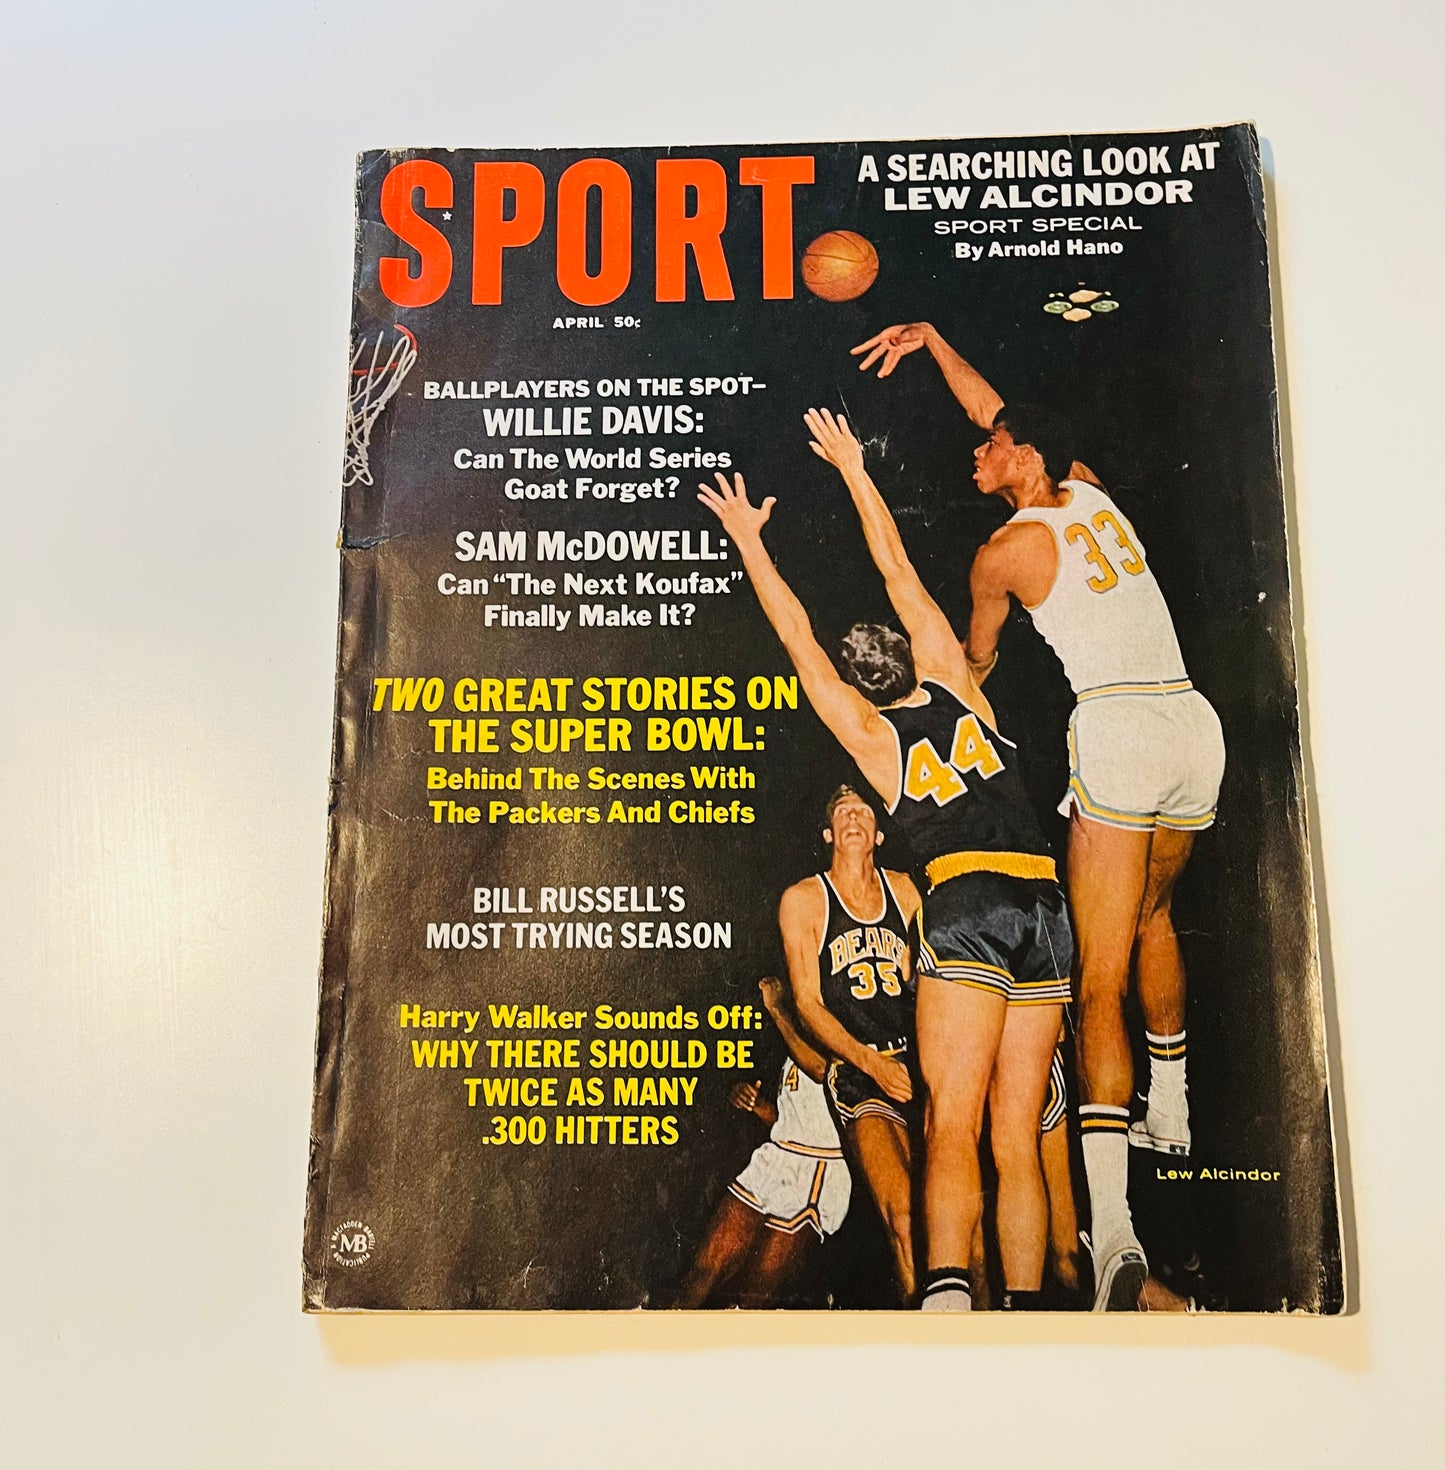 SPORT
APRIL 50¢
A SEARCHING LOOK AT
LEW ALCINDOR
SPORT SPECIAL
By Arnold Hano
BALLPLAYERS ON THE SPOT—
WILLIE DAVIS:
Can The World Series
Goat Forget?
SAM McDOWELL:
Can "The Next Koufax"
Finally Make It?
TWO GREAT STORIES ON
THE SUPER BOWL:
Behind The Scenes With
The Packers And Chiefs
BILL RUSSELL'S
MOST TRYING SEASON
Harry Walker Sounds Off:
WHY THERE SHOULD BE
TWICE AS MANY
.300 HITTERS
33
44
BEARS
35
Lew Alcindor
A MACFADDEN BARTELL PUBLICATION
MB